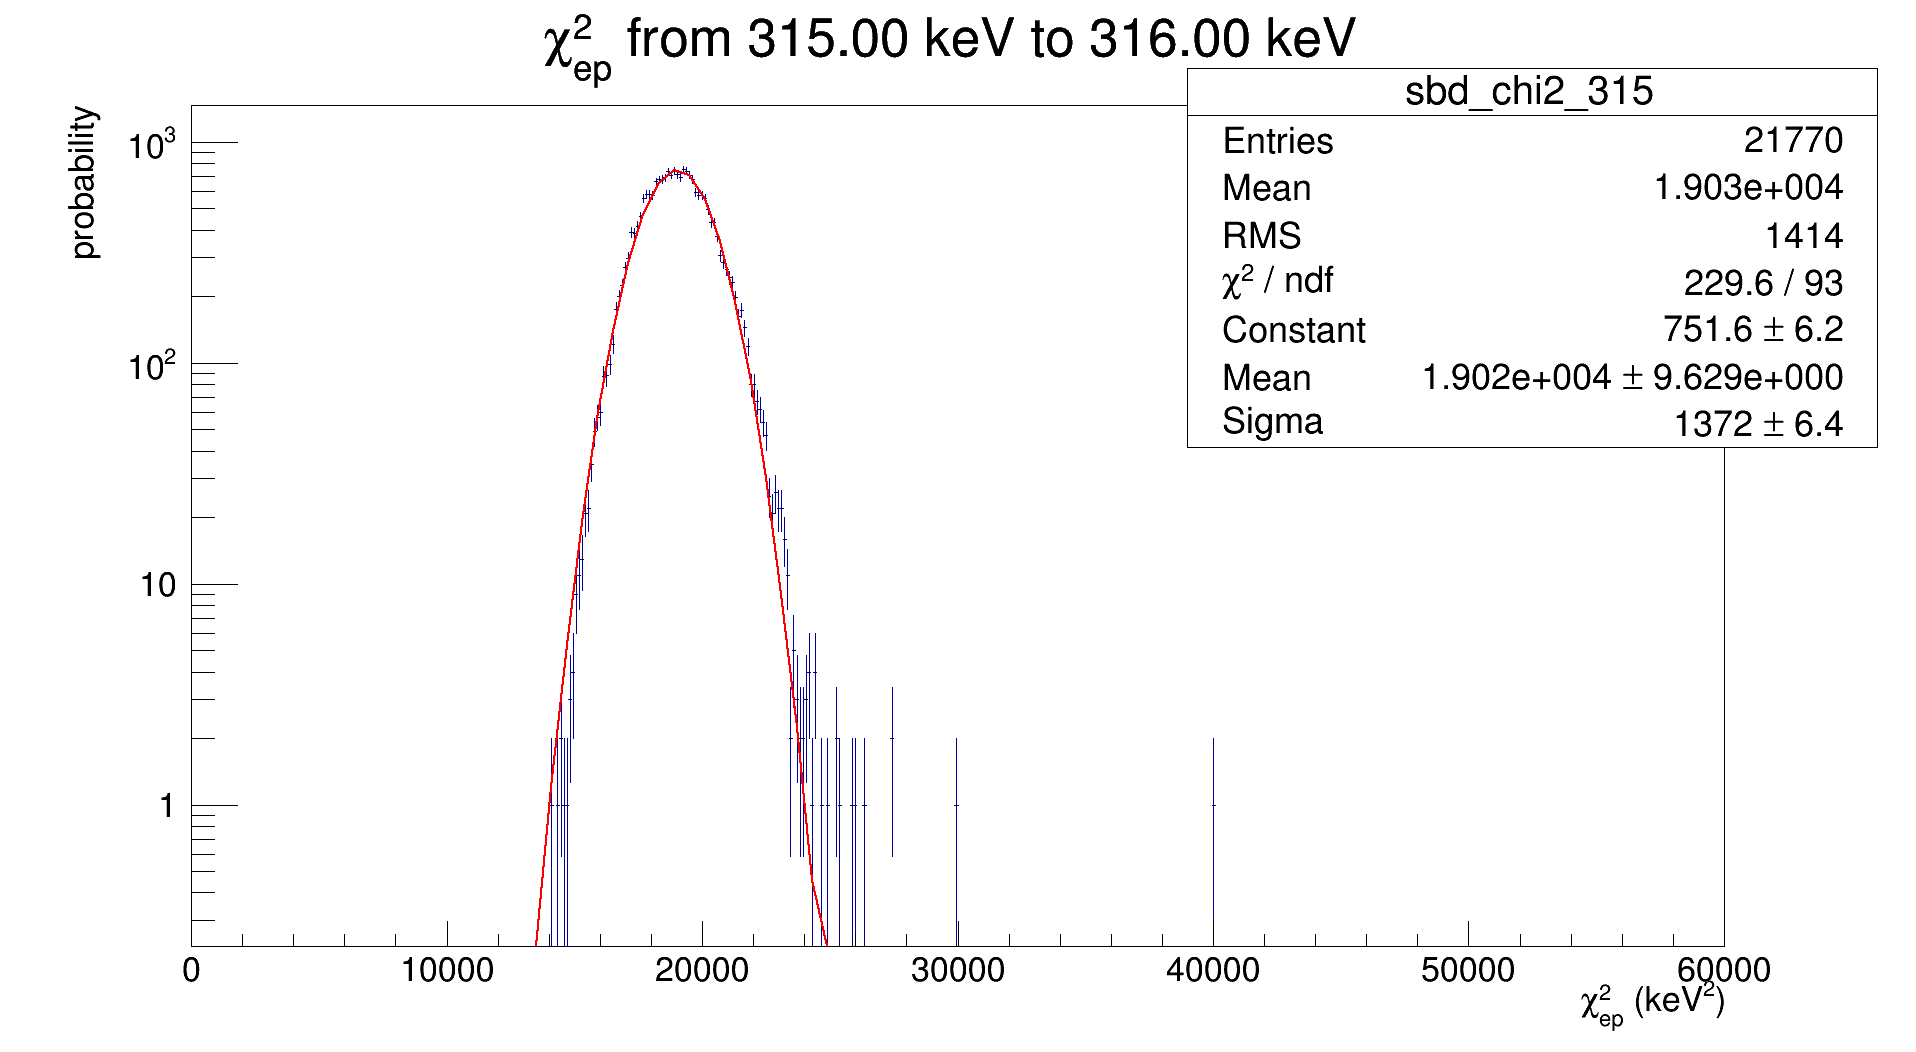 χ²ep from 315.00 keV to 316.00 keV
probability
sbd_chi2_315
Entries 21770
Mean 1.903e+004
RMS 1414
χ² / ndf 229.6 / 93
Constant 751.6 ± 6.2
Mean 1.902e+004 ± 9.629e+000
Sigma 1372 ± 6.4
10³
10²
10
1
0 10000 20000 30000 40000 50000 60000
χ²ep (keV²)